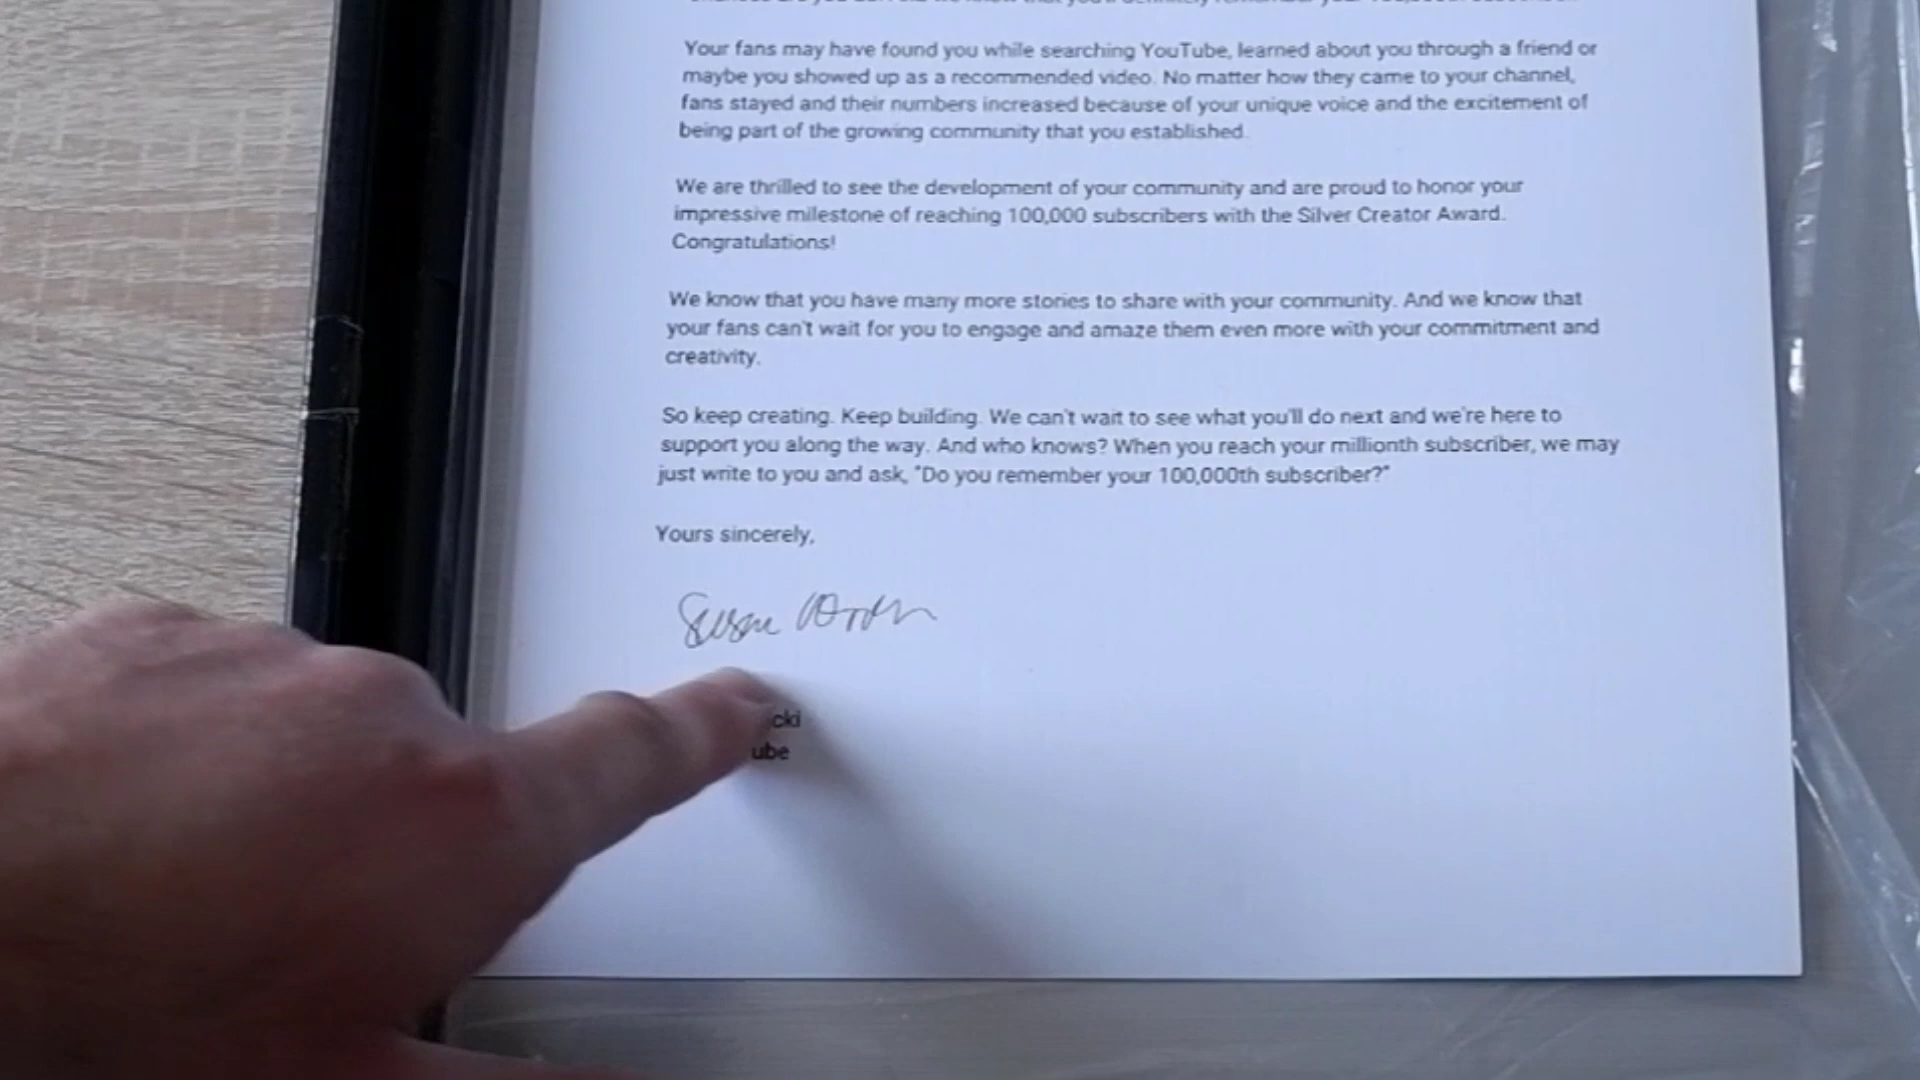 Your fans may have found you while searching YouTube, learned about you through a friend or
maybe you showed up as a recommended video. No matter how they came to your channel,
fans stayed and their numbers increased because of your unique voice and the excitement of
being part of the growing community that you established.
We are thrilled to see the development of your community and are proud to honor your
impressive milestone of reaching 100,000 subscribers with the Silver Creator Award.
Congratulations!
We know that you have many more stories to share with your community. And we know that
your fans can't wait for you to engage and amaze them even more with your commitment and
creativity.
So keep creating. Keep building. We can't wait to see what you'll do next and we're here to
support you along the way. And who knows? When you reach your millionth subscriber, we may
just write to you and ask, "Do you remember your 100,000th subscriber?"
Yours sincerely,
Susan
cki
ube